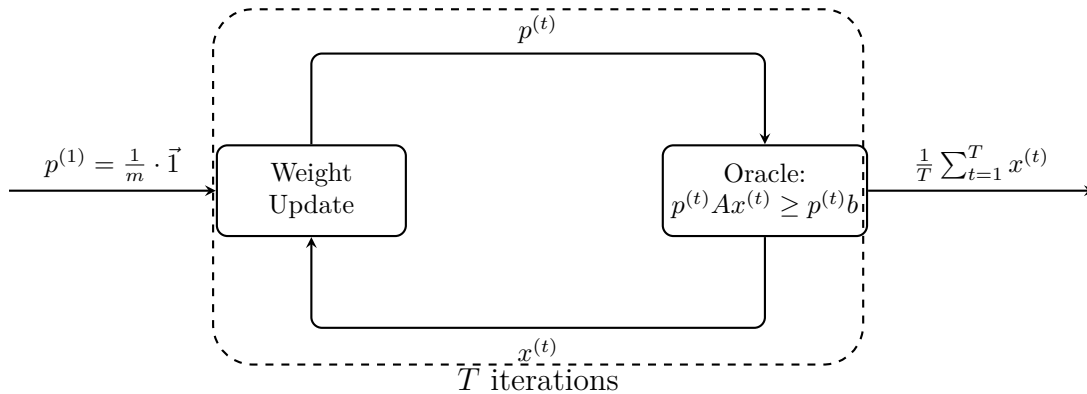 $p^{(t)}$
$p^{(1)} = \frac{1}{m} \cdot \vec{1}$
Weight
Update
Oracle:
$p^{(t)}Ax^{(t)} \geq p^{(t)}b$
$\frac{1}{T} \sum_{t=1}^{T} x^{(t)}$
$x^{(t)}$
$T$ iterations